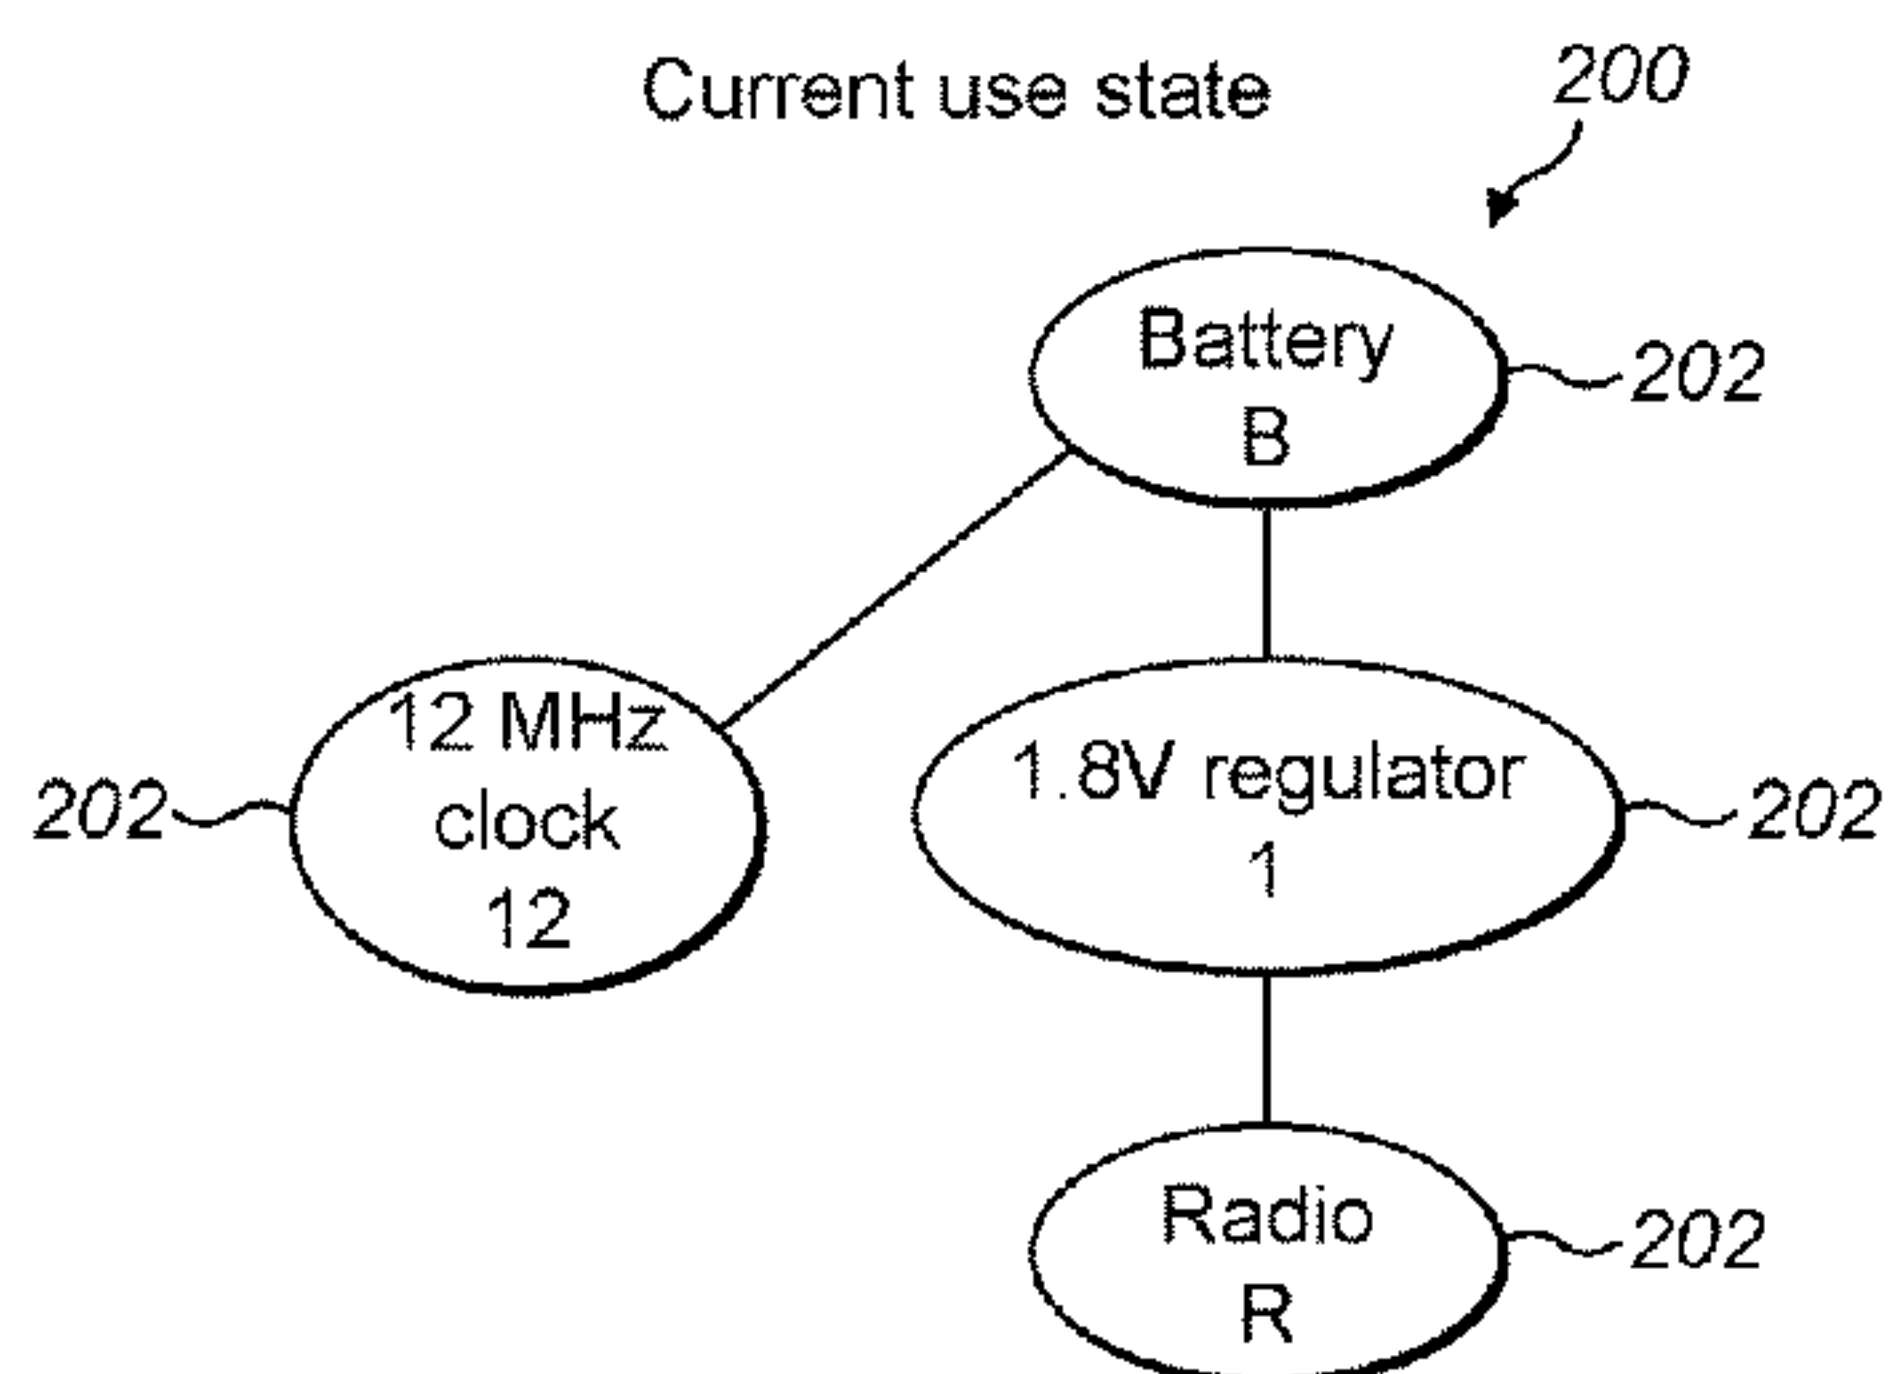 Current use state
200
Battery
B
202
12 MHz
clock
12
202
1.8V regulator
1
202
Radio
R
202